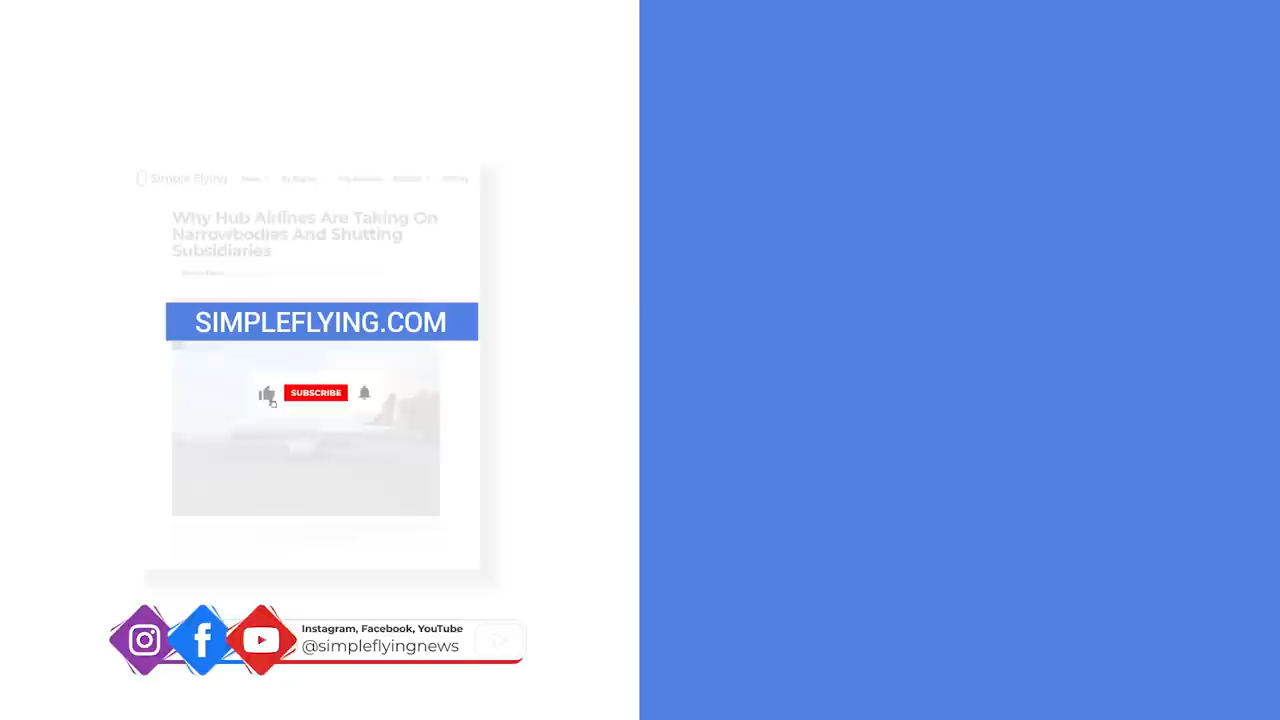 Simple Flying
Why Hub Airlines Are Taking On
Narrowbodies And Shutting
Subsidiaries
SIMPLEFLYING.COM
SUBSCRIBE
Instagram, Facebook, YouTube
@simpleflyingnews